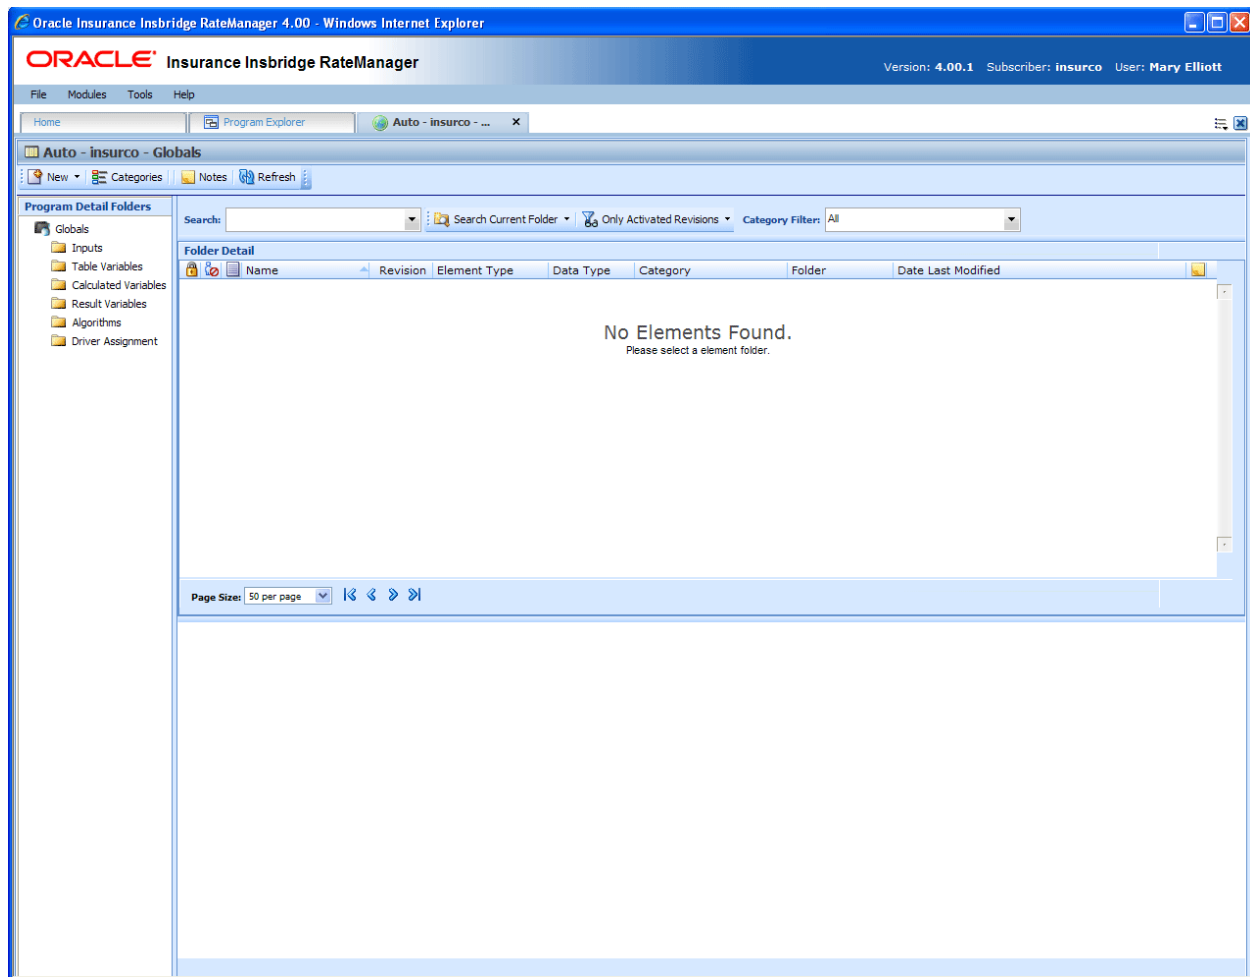 Oracle Insurance Insbridge RateManager 4.00 - Windows Internet Explorer
ORACLE Insurance Insbridge RateManager
Version: 4.00.1 Subscriber: insurco User: Mary Elliott
File Modules Tools Help
Home Program Explorer Auto - insurco - ... x
Auto - insurco - Globals
New Categories Notes Refresh
Program Detail Folders
Globals
Inputs
Table Variables
Calculated Variables
Result Variables
Algorithms
Driver Assignment
Search: Search Current Folder Only Activated Revisions Category Filter: All
Folder Detail
Name Revision Element Type Data Type Category Folder Date Last Modified
No Elements Found.
Please select a element folder.
Page Size: 50 per page